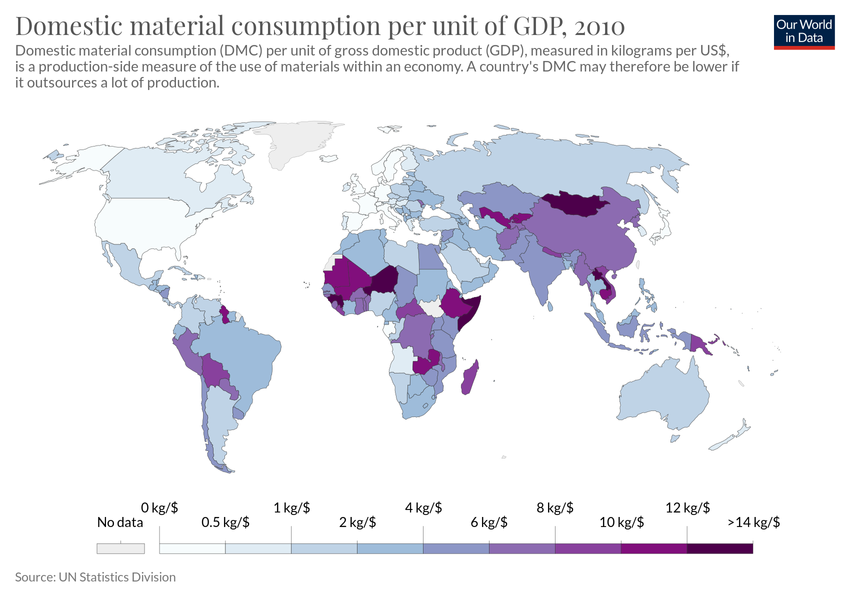 Domestic material consumption per unit of GDP, 2010
Our World
in Data
Domestic material consumption (DMC) per unit of gross domestic product (GDP), measured in kilograms per US$,
is a production-side measure of the use of materials within an economy. A country's DMC may therefore be lower if
it outsources a lot of production.
0 kg/$ 1 kg/$ 4 kg/$ 8 kg/$ 12 kg/$
No data 0.5 kg/$ 2 kg/$ 6 kg/$ 10 kg/$ >14 kg/$
Source: UN Statistics Division